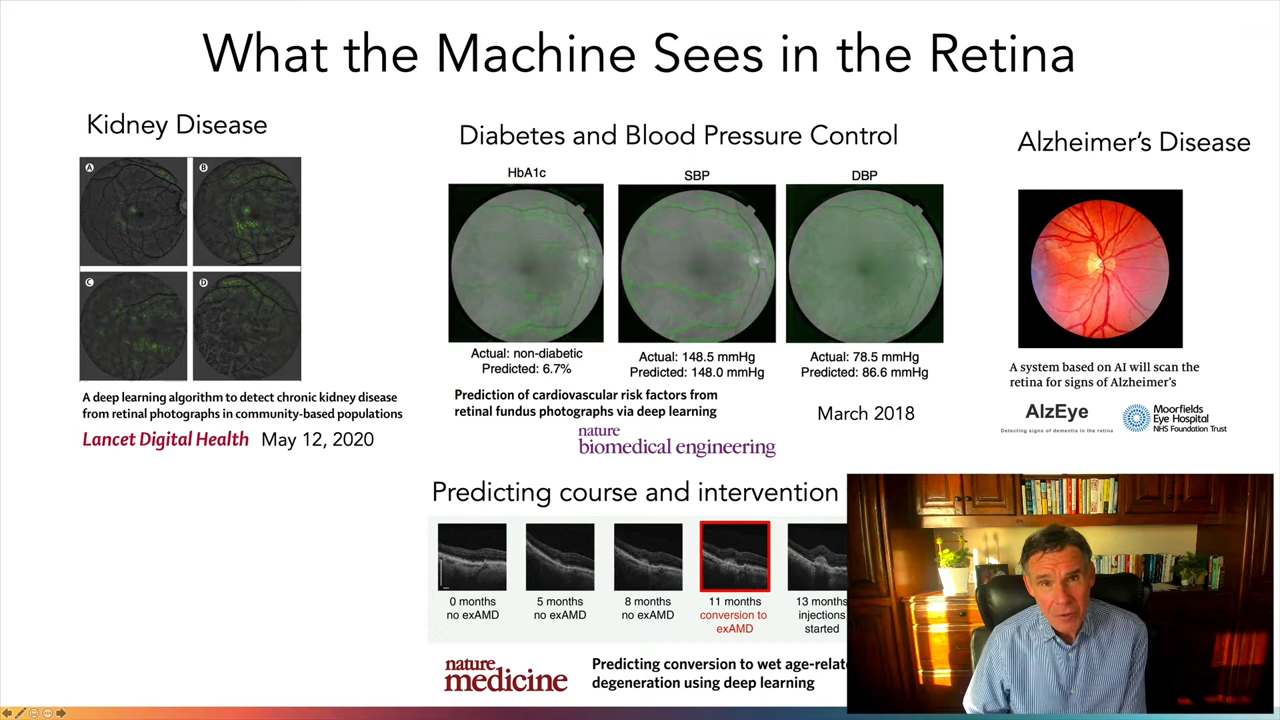 What the Machine Sees in the Retina
Kidney Disease
A
B
C
D
A deep learning algorithm to detect chronic kidney disease
from retinal photographs in community-based populations
Lancet Digital Health May 12, 2020
Diabetes and Blood Pressure Control
HbA1c
SBP
DBP
Actual: non-diabetic
Predicted: 6.7%
Actual: 148.5 mmHg
Predicted: 148.0 mmHg
Actual: 78.5 mmHg
Predicted: 86.6 mmHg
Prediction of cardiovascular risk factors from
retinal fundus photographs via deep learning
March 2018
nature
biomedical engineering
Alzheimer's Disease
A system based on AI will scan the
retina for signs of Alzheimer's
AlzEye
Detecting signs of dementia in the retina
Moorfields
Eye Hospital
NHS Foundation Trust
Predicting course and intervention
0 months
no exAMD
5 months
no exAMD
8 months
no exAMD
11 months
conversion to
exAMD
13 months
injections
started
nature
medicine
Predicting conversion to wet age-relate
degeneration using deep learning